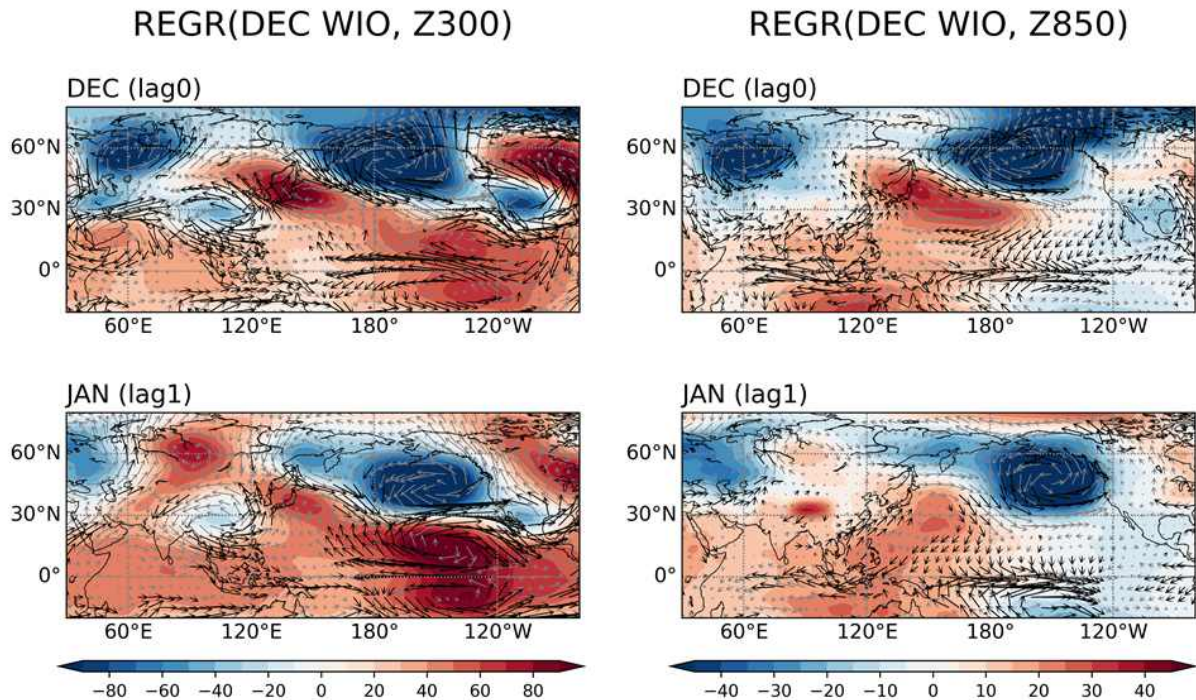 REGR(DEC WIO, Z300)
REGR(DEC WIO, Z850)
DEC (lag0)
DEC (lag0)
60°N
30°N
0°
60°E
120°E
180°
120°W
60°N
30°N
0°
60°E
120°E
180°
120°W
JAN (lag1)
JAN (lag1)
60°N
30°N
0°
60°E
120°E
180°
120°W
60°N
30°N
0°
60°E
120°E
180°
120°W
−80 −60 −40 −20 0 20 40 60 80
−40 −30 −20 −10 0 10 20 30 40